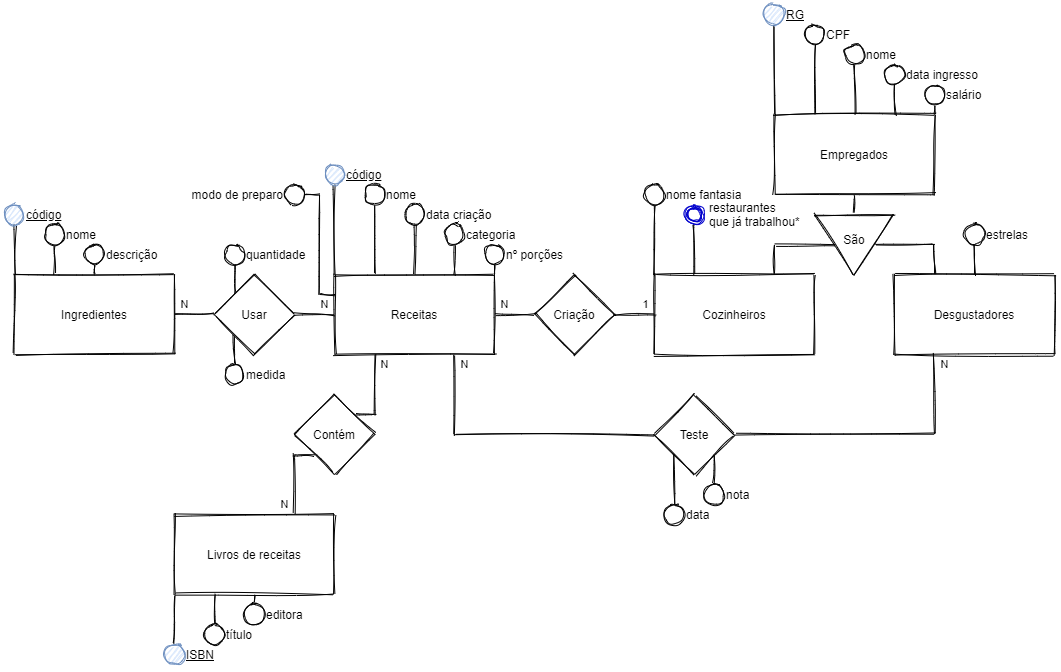 RG
CPF
nome
data ingresso
salário
Empregados
São
código
modo de preparo
nome
data criação
categoria
nº porções
nome fantasia
restaurantes
que já trabalhou*
estrelas
código
nome
descrição
quantidade
Ingredientes
N
Usar
N
Receitas
N
Criação
1
Cozinheiros
Desgustadores
medida
N
N
N
Contém
Teste
nota
data
N
Livros de receitas
editora
título
ISBN